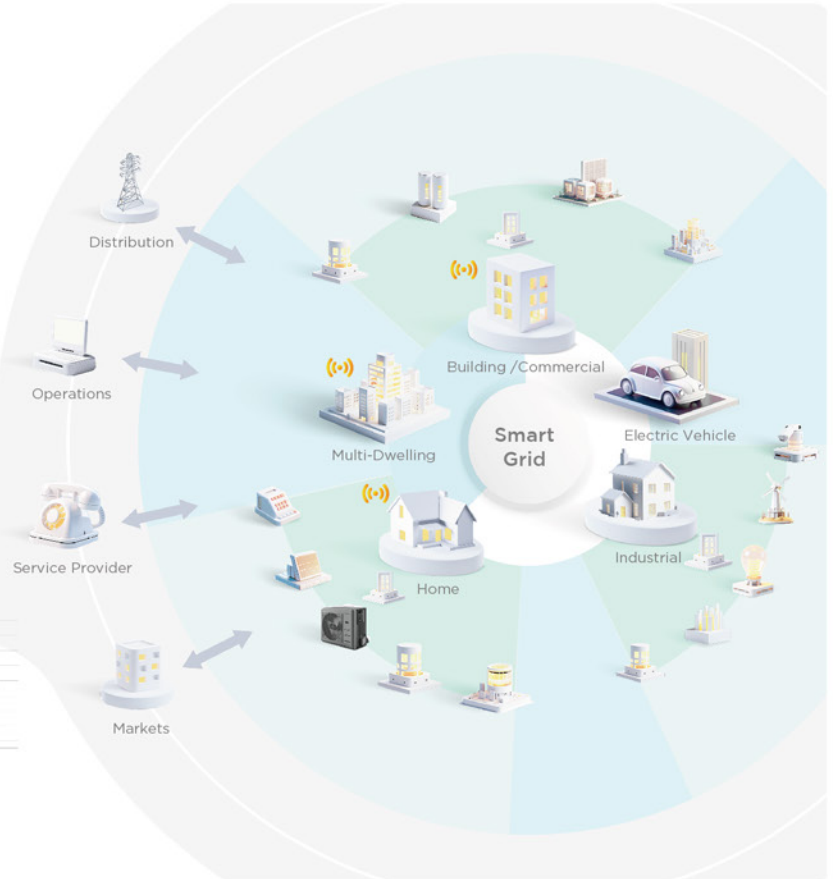 Distribution
Building /Commercial
Operations
Smart
Grid
Electric Vehicle
Multi-Dwelling
Service Provider
Industrial
Home
Markets